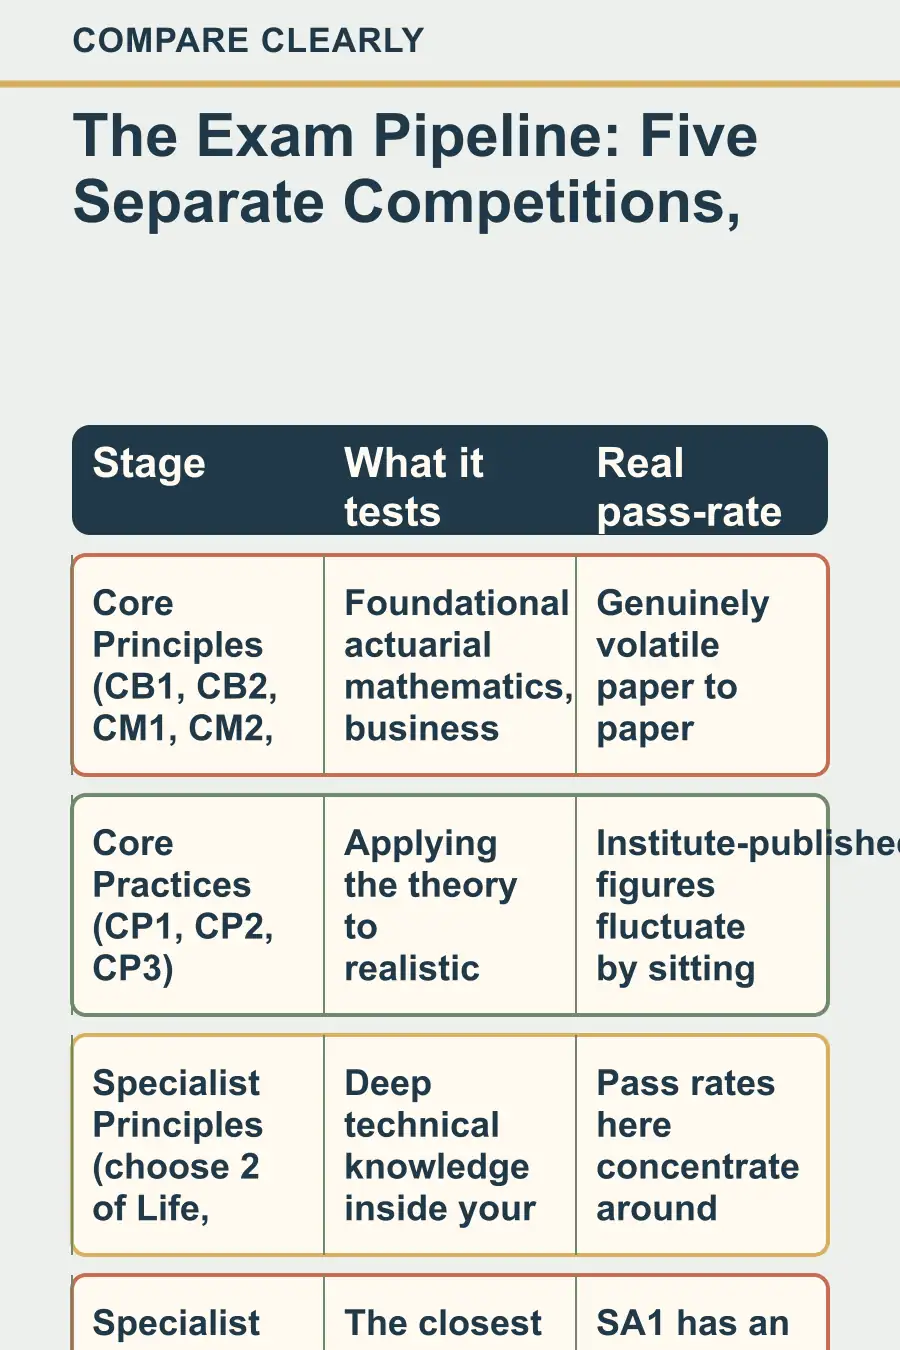 COMPARE CLEARLY
The Exam Pipeline: Five
Separate Competitions,
Stage
What it
tests
Real
pass-rate
Core
Principles
(CB1, CB2,
CM1, CM2,
Foundational
actuarial
mathematics,
business
Genuinely
volatile
paper to
paper
Core
Practices
(CP1, CP2,
CP3)
Applying
the theory
to
realistic
figures
fluctuate
by sitting
Specialist
Principles
(choose 2
of Life,
Deep
technical
knowledge
inside your
Pass rates
here
concentrate
around
Specialist
The closest
SA1 has an